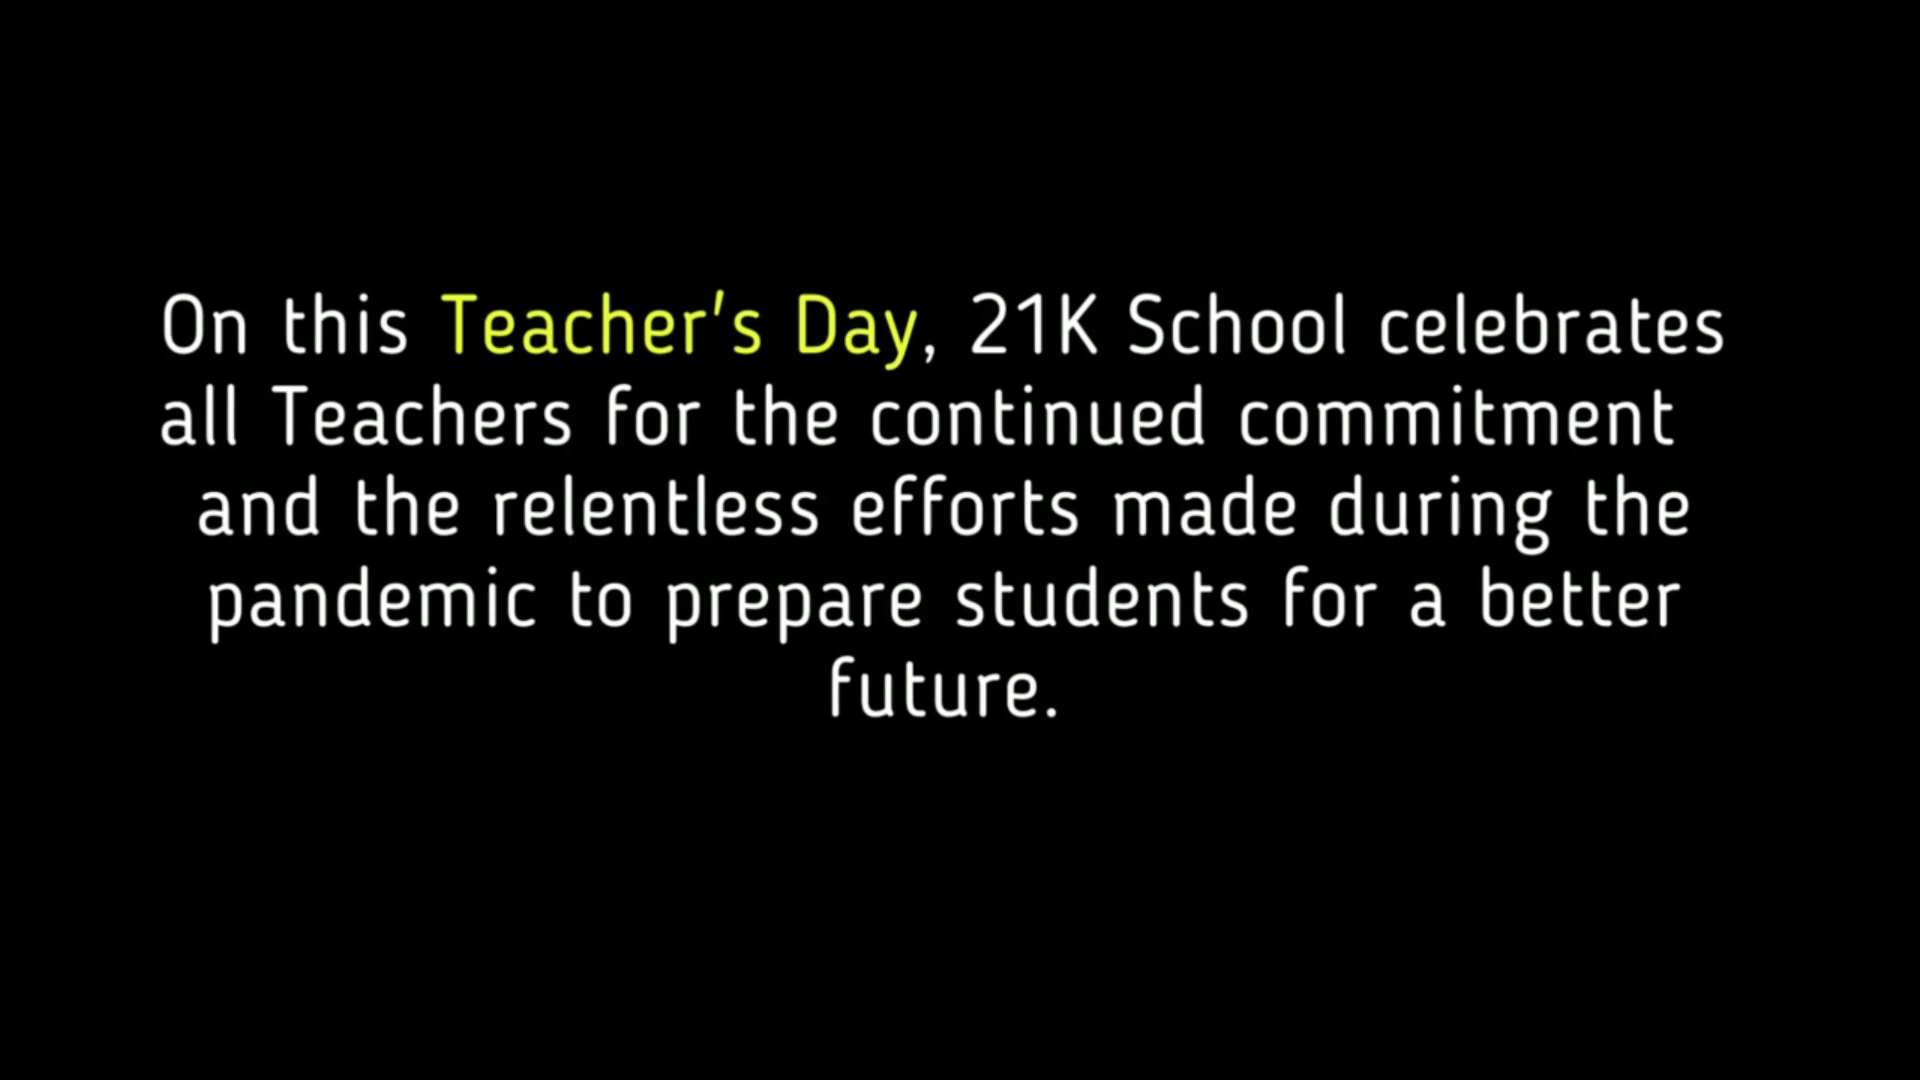 On this Teacher's Day, 21K School celebrates
all Teachers for the continued commitment
and the relentless efforts made during the
pandemic to prepare students for a better
future.